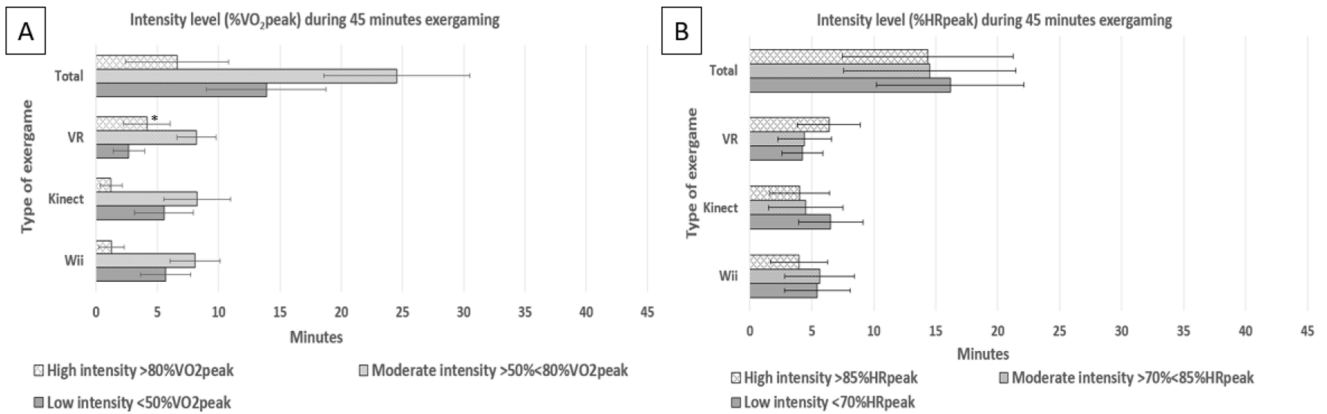 A
Intensity level (%VO₂peak) during 45 minutes exergaming
Type of exergame
Total
VR
*
Kinect
Wii
0 5 10 15 20 25 30 35 40 45
Minutes
High intensity >80%VO2peak
Moderate intensity >50%<80%VO2peak
Low intensity <50%VO2peak
B
Intensity level (%HRpeak) during 45 minutes exergaming
Type of exergame
Total
VR
Kinect
Wii
0 5 10 15 20 25 30 35 40 45
Minutes
High intensity >85%HRpeak
Moderate intensity >70%<85%HRpeak
Low intensity <70%HRpeak